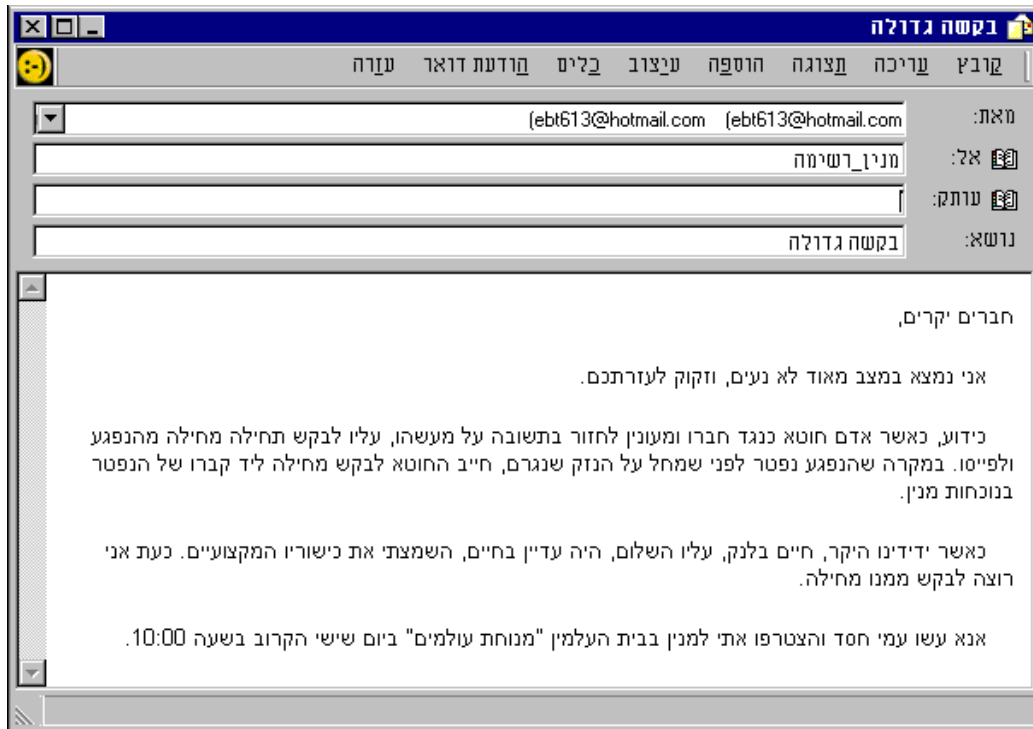 בקשה גדולה
קובץ עריכה תצוגה הוספה עיצוב כלים הודעת דואר עזרה
מאת: (ebt613@hotmail.com (ebt613@hotmail.com
אל: מנין_רשימה
עותק:
נושא: בקשה גדולה
חברים יקרים,
אני נמצא במצב מאוד לא נעים, וזקוק לעזרתכם.
כידוע, כאשר אדם חוטא כנגד חברו ומעונין לחזור בתשובה על מעשהו, עליו לבקש תחילה מחילה מהנפגע
ולפייסו. במקרה שהנפגע נפטר לפני שמחל על הנזק שנגרם, חייב החוטא לבקש מחילה ליד קברו של הנפטר
בנוכחות מנין.
כאשר ידידינו היקר, חיים בלנק, עליו השלום, היה עדיין בחיים, השמצתי את כישוריו המקצועיים. כעת אני
רוצה לבקש ממנו מחילה.
אנא עשו עמי חסד והצטרפו אתי למנין בבית העלמין "מנוחת עולמים" ביום שישי הקרוב בשעה 10:00.